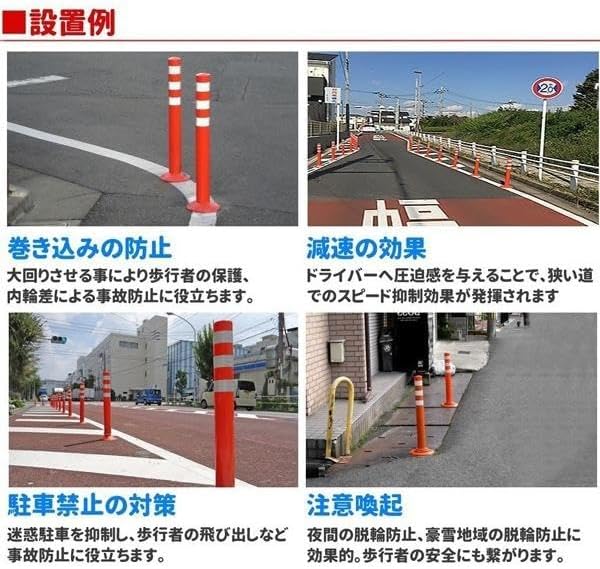 ■設置例
2.0
巻き込みの防止
大回りさせる事により歩行者の保護、
内輪差による事故防止に役立ちます。
減速の効果
ドライバーへ圧迫感を与えることで、狭い道
でのスピード抑制効果が発揮されます
駐車禁止の対策
迷惑駐車を抑制し、歩行者の飛び出しなど
事故防止に役立ちます。
注意喚起
夜間の脱輪防止、豪雪地域の脱輪防止に
効果的。歩行者の安全にも繋がります。